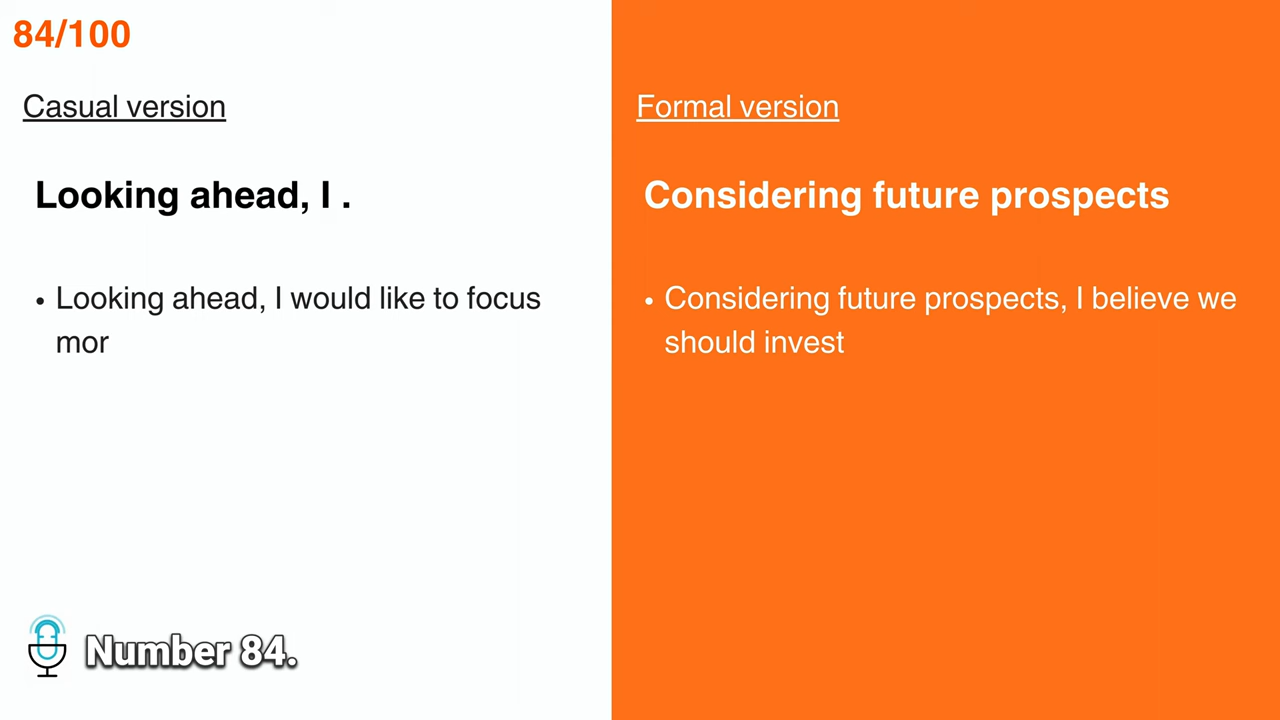 84/100
Casual version
Looking ahead, I .
• Looking ahead, I would like to focus
mor
Formal version
Considering future prospects
• Considering future prospects, I believe we
should invest
Number 84.